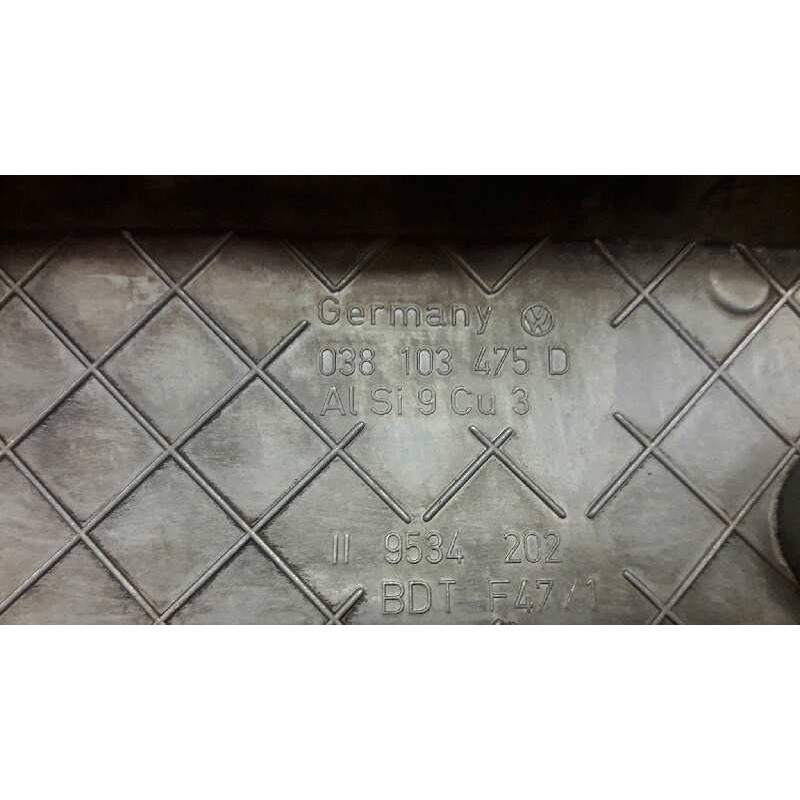 Germany
038 103 475 D
Al Si 9 Cu 3
II 9534 202
BDT F47/1